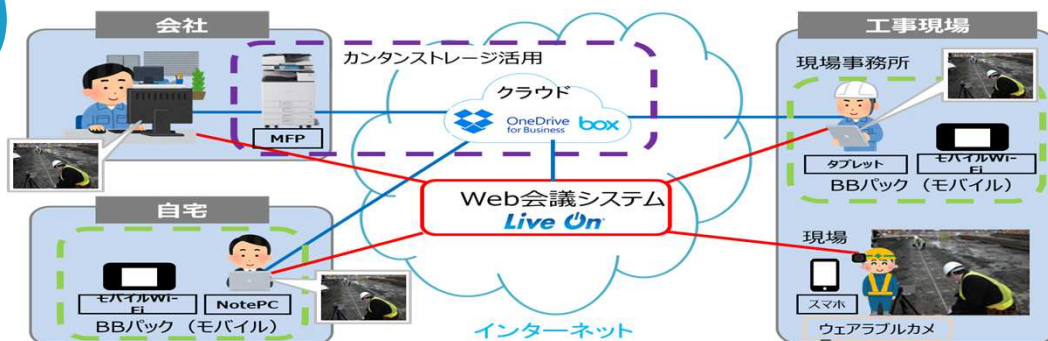 会社
カンタンストレージ活用
クラウド
OneDrive
for Business
box
MFP
工事現場
現場事務所
タブレット
モバイルWi-
Fi
BBパック（モバイル）
Web会議システム
Live On
自宅
モバイルWi-
Fi
NotePC
BBパック（モバイル）
現場
スマホ
ウェアラブルカメ
インターネット